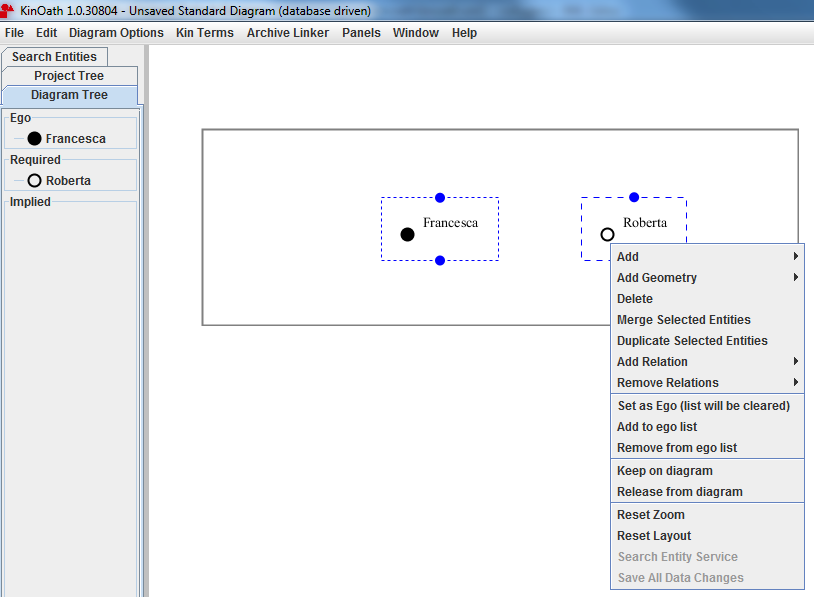 KinOath 1.0.30804 - Unsaved Standard Diagram (database driven)
File Edit Diagram Options Kin Terms Archive Linker Panels Window Help
Search Entities
Project Tree
Diagram Tree
Ego
Francesca
Required
Roberta
Implied
Francesca
Roberta
Add
Add Geometry
Delete
Merge Selected Entities
Duplicate Selected Entities
Add Relation
Remove Relations
Set as Ego (list will be cleared)
Add to ego list
Remove from ego list
Keep on diagram
Release from diagram
Reset Zoom
Reset Layout
Search Entity Service
Save All Data Changes